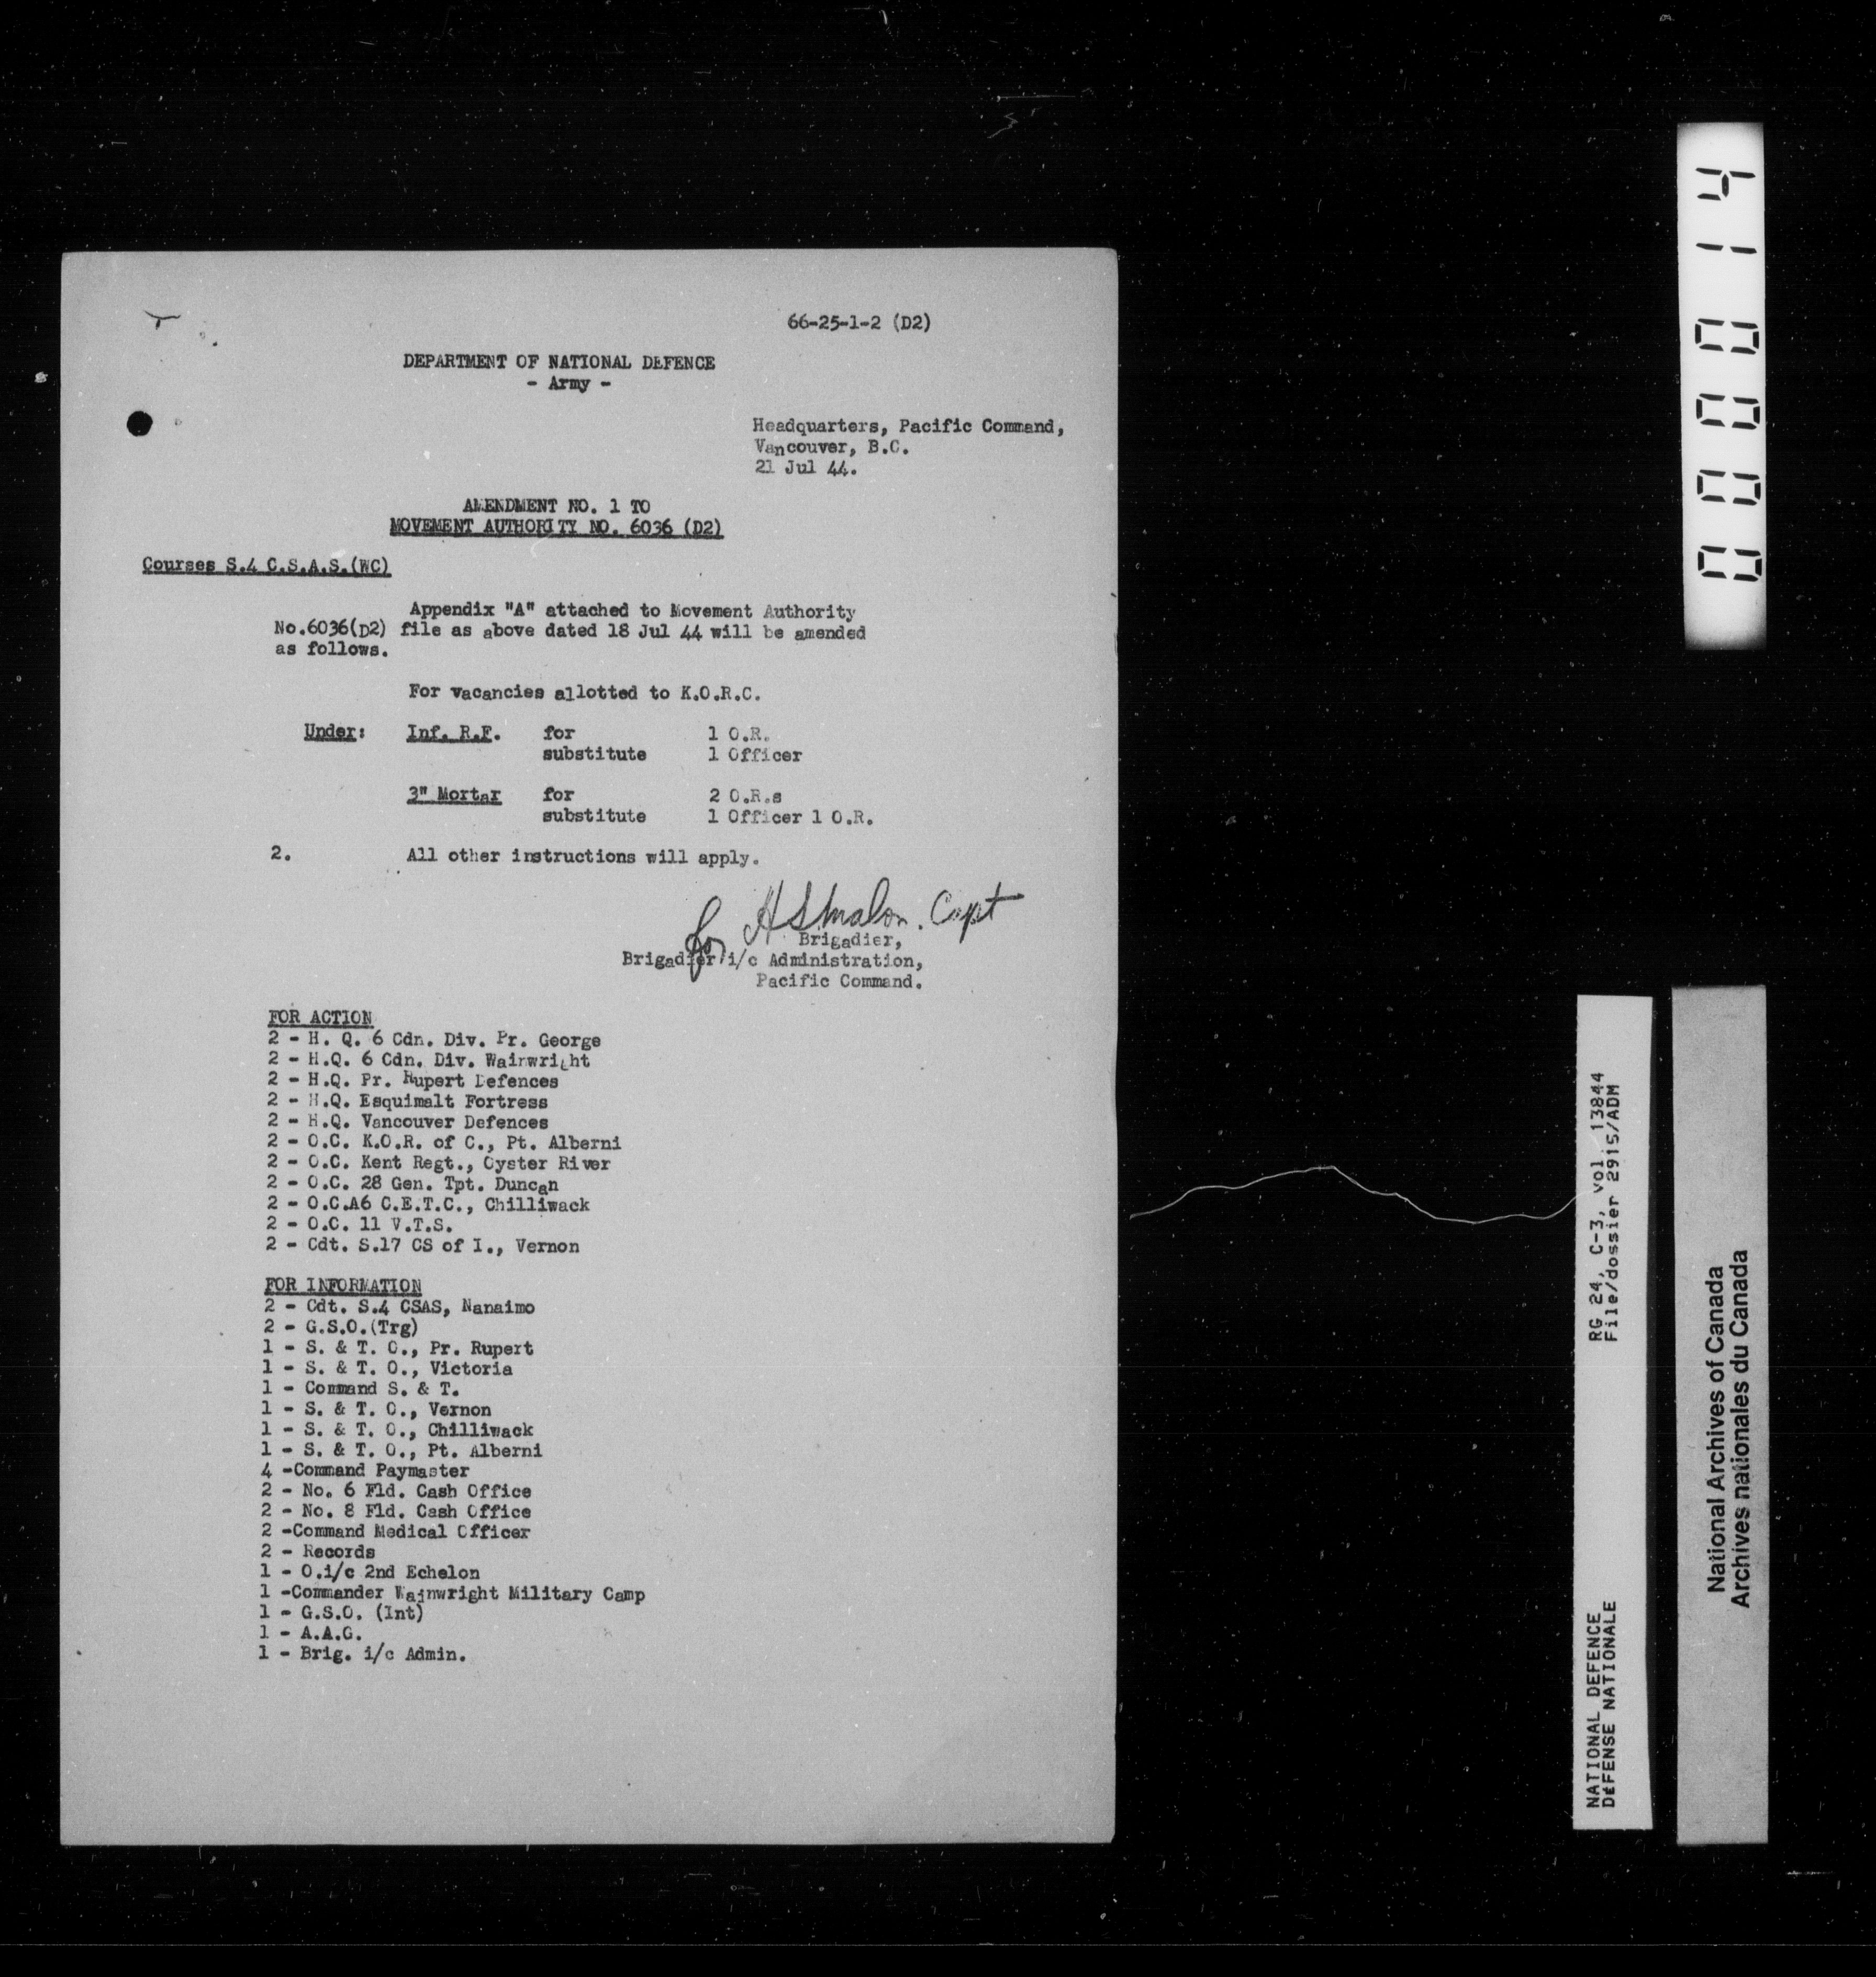 66-25-1-2 (D2)
DEPARTMENT OF NATIONAL DEFENCE
- Army -
Headquarters, Pacific Command,
Vancouver, B.C.
21 Jul 44.
AMENDMENT NO. 1 TO
MOVEMENT AUTHORITY NO. 6036 (D2)
Courses S.4 C.S.A.S.(WC)
Appendix "A" attached to Movement Authority
No.6036(D2) file as above dated 18 Jul 44 will be amended
as follows.
For vacancies allotted to K.O.R.C.
Under: Inf. R.F. for 1 O.R.
substitute 1 Officer
3" Mortar for 2 O.R.s
substitute 1 Officer 1 O.R.
2. All other instructions will apply.
for Capt
Brigadier,
Brigadier i/c Administration,
Pacific Command.
FOR ACTION
2 - H. Q. 6 Cdn. Div. Pr. George
2 - H.Q. 6 Cdn. Div. Wainwright
2 - H.Q. Pr. Rupert Defences
2 - H.Q. Esquimalt Fortress
2 - H.Q. Vancouver Defences
2 - O.C. K.O.R. of C., Pt. Alberni
2 - O.C. Kent Regt., Oyster River
2 - O.C. 28 Gen. Tpt. Duncan
2 - O.C.A6 C.E.T.C., Chilliwack
2 - O.C. 11 V.T.S.
2 - Cdt. S.17 CS of I., Vernon
FOR INFORMATION
2 - Cdt. S.4 CSAS, Nanaimo
2 - G.S.O.(Trg)
1 - S. & T. O., Pr. Rupert
1 - S. & T. O., Victoria
1 - Command S. & T.
1 - S. & T. O., Vernon
1 - S. & T. O., Chilliwack
1 - S. & T. O., Pt. Alberni
4 -Command Paymaster
2 - No. 6 Fld. Cash Office
2 - No. 8 Fld. Cash Office
2 -Command Medical Officer
2 - Records
1 - O.i/c 2nd Echelon
1 -Commander Wainwright Military Camp
1 - G.S.O. (Int)
1 - A.A.G.
1 - Brig. i/c Admin.
000014
NATIONAL DEFENCE RG 24, C-3, vol. 13844
DÉFENSE NATIONALE File/dossier 2915/ADM
National Archives of Canada
Archives nationales du Canada